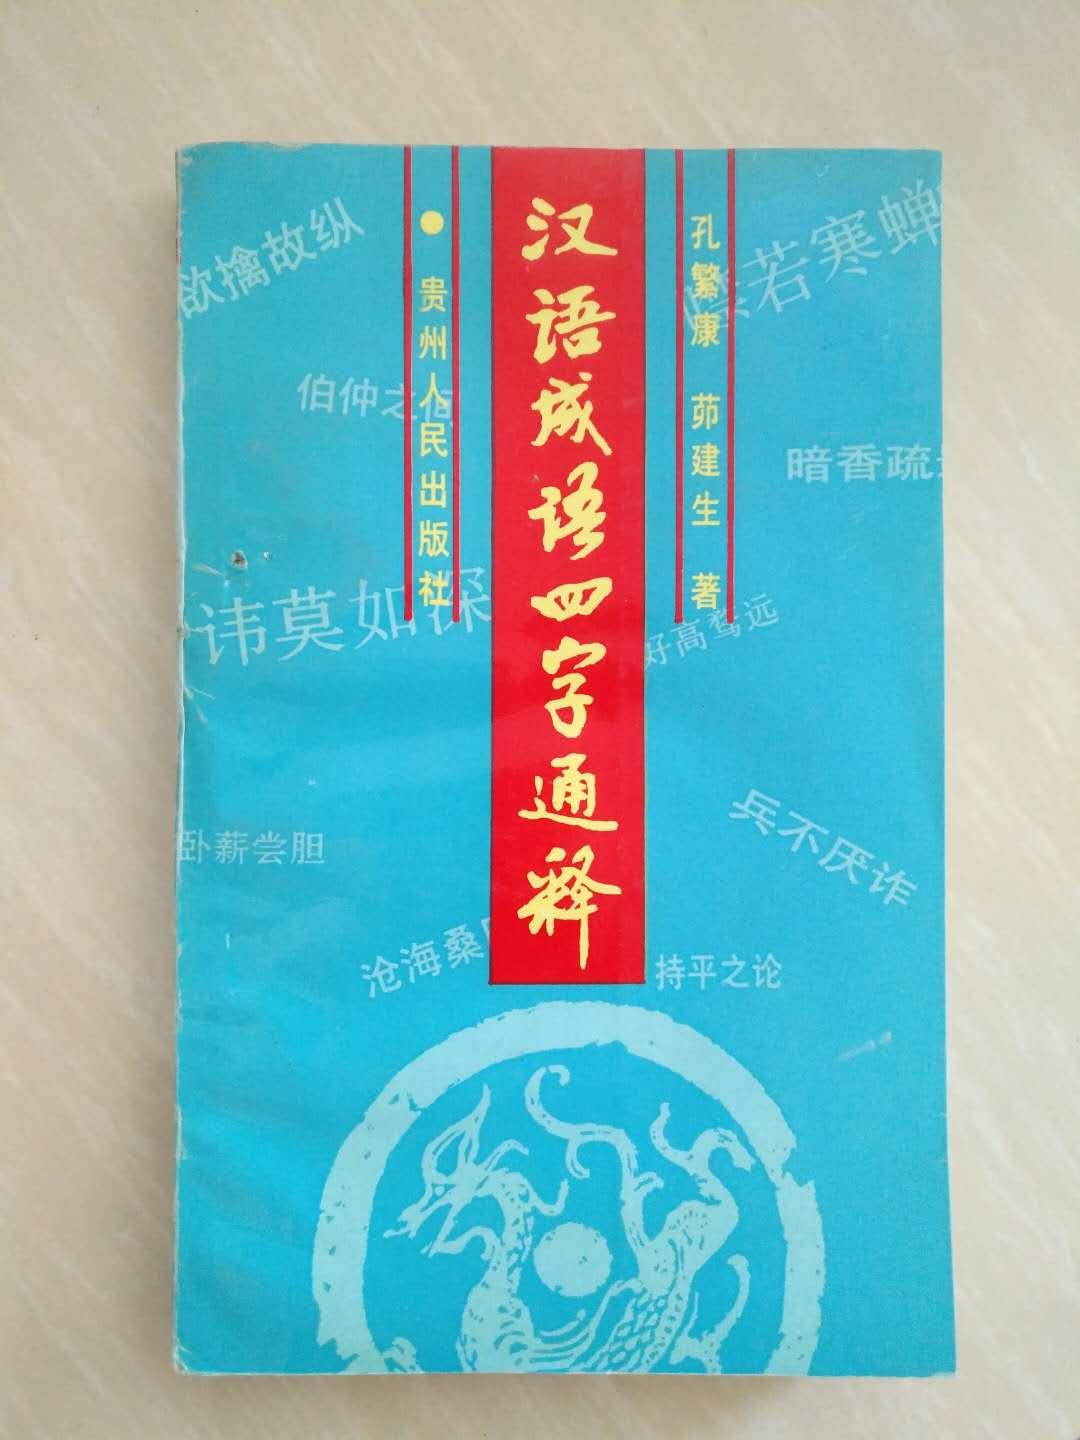 汉语成语四字通释
孔繁康 茆建生 著
●贵州人民出版社
欲擒故纵
若寒蝉
伯仲之间
暗香疏
讳莫如深
好高骛远
卧薪尝胆
兵不厌诈
沧海桑
持平之论